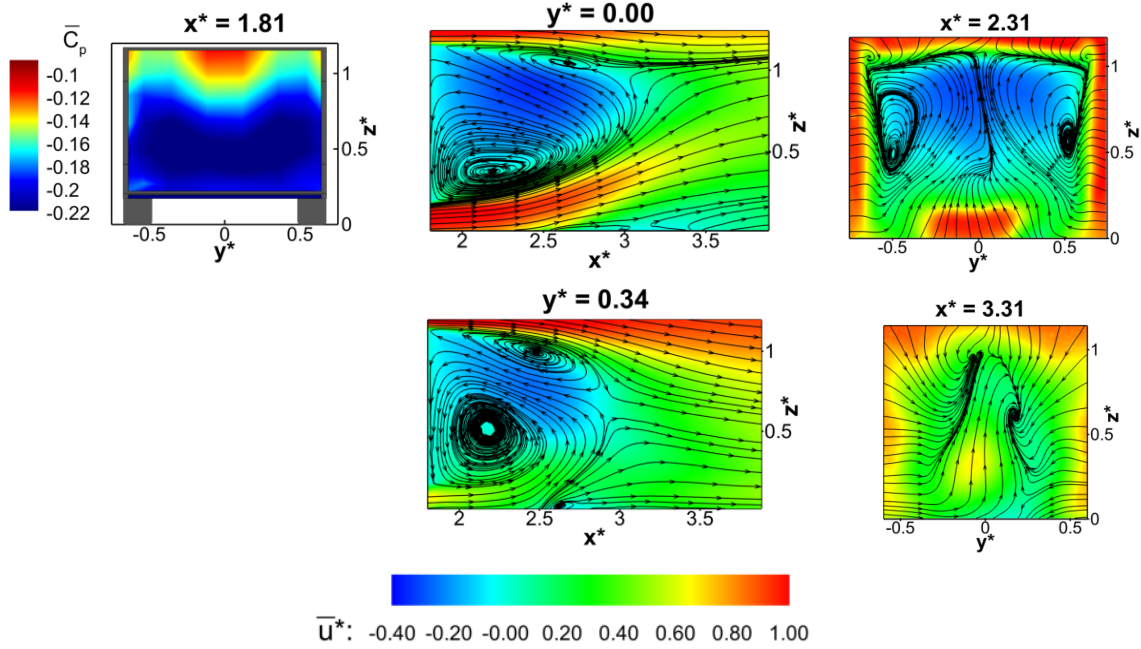 x* = 1.81
C̅p
-0.1
-0.12
-0.14
-0.16
-0.18
-0.2
-0.22
1
0.5
0
z*
-0.5 0 0.5
y*
y* = 0.00
1
0.5
z*
2 2.5 3 3.5
x*
x* = 2.31
1
0.5
0
z*
-0.5 0 0.5
y*
y* = 0.34
1
0.5
z*
2 2.5 3 3.5
x*
x* = 3.31
1
0.5
0
z*
-0.5 0 0.5
y*
u̅*: -0.40 -0.20 -0.00 0.20 0.40 0.60 0.80 1.00